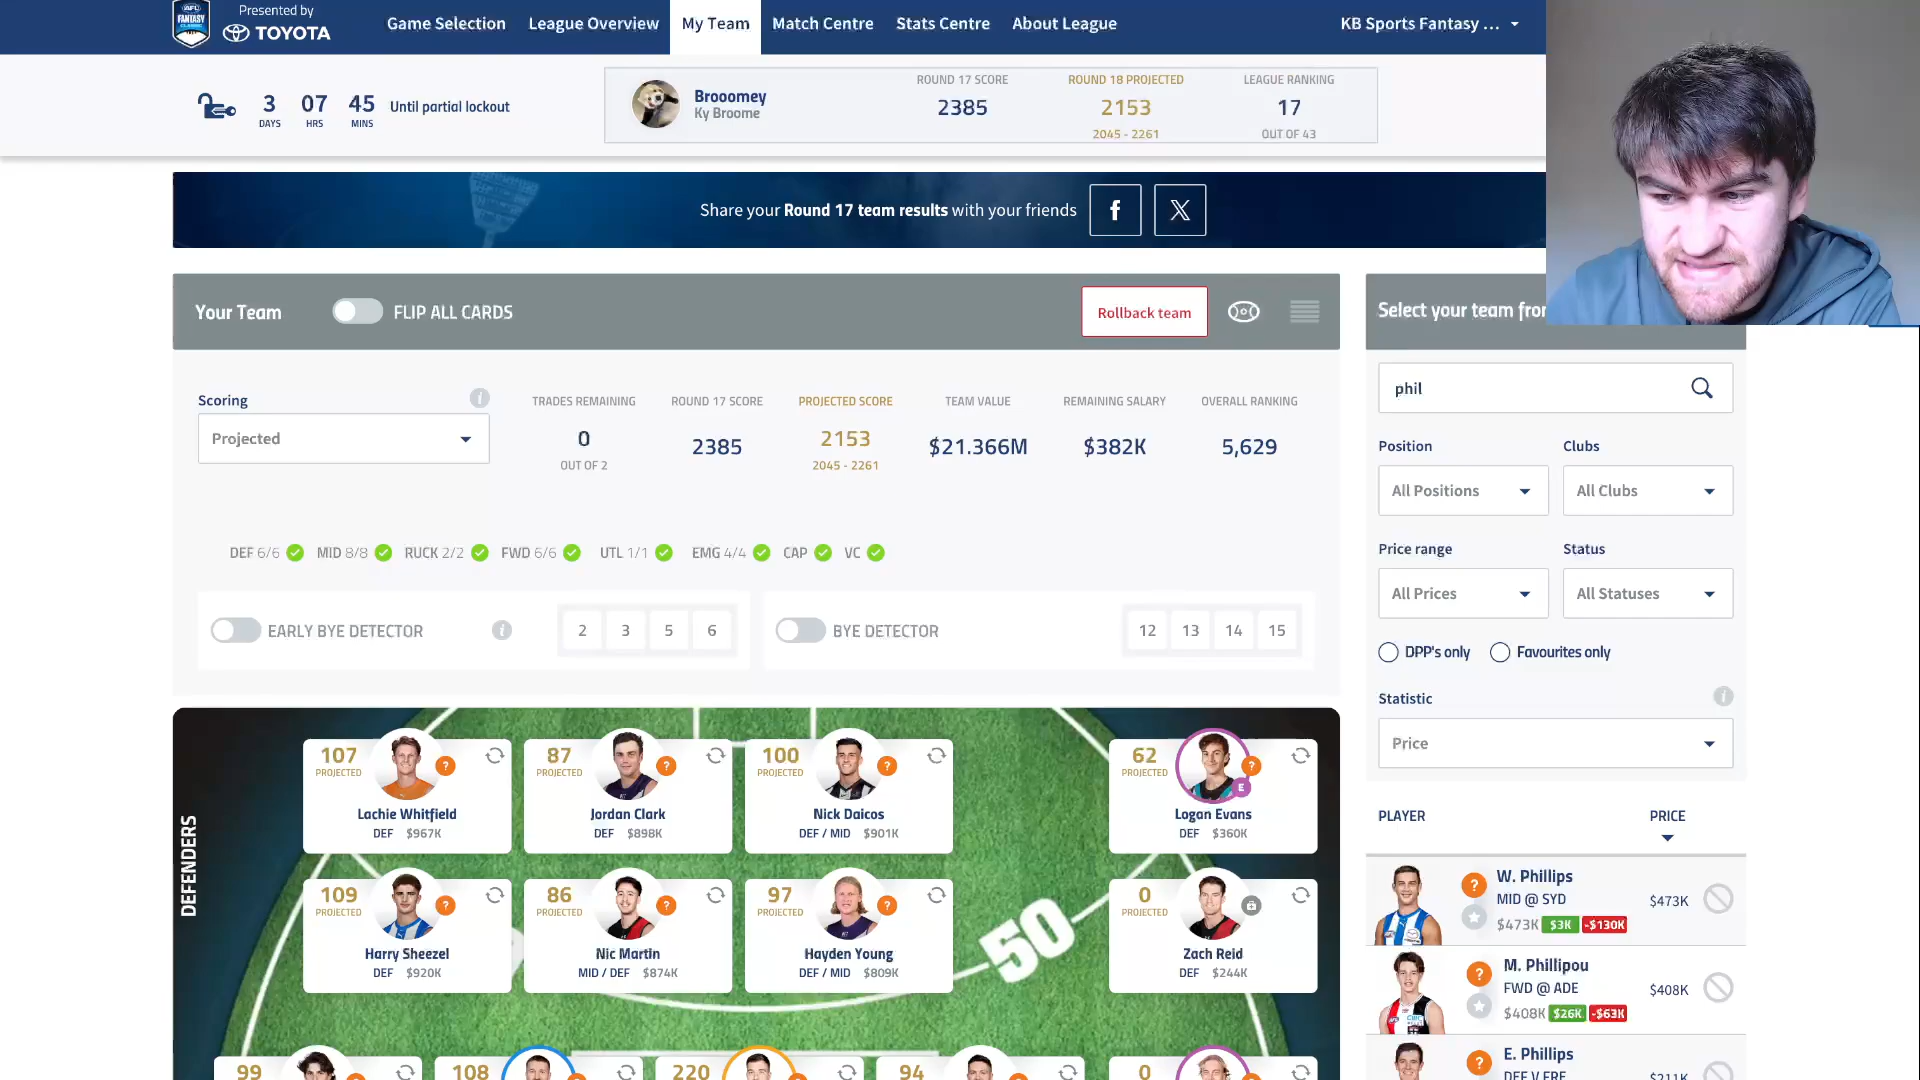 Presented by
AFL
FANTASY
CLASSIC
TOYOTA
Game Selection League Overview My Team Match Centre Stats Centre About League
KB Sports Fantasy ...
3 07 45 Until partial lockout
DAYS HRS MINS
Brooomey
Ky Broome
ROUND 17 SCORE ROUND 18 PROJECTED LEAGUE RANKING
2385 2153 17
2045 - 2261 OUT OF 43
Share your Round 17 team results with your friends
f X
Your Team FLIP ALL CARDS Rollback team
Select your team from
phil
Scoring i
Projected
TRADES REMAINING ROUND 17 SCORE PROJECTED SCORE TEAM VALUE REMAINING SALARY OVERALL RANKING
0 2385 2153 $21.366M $382K 5,629
OUT OF 2 2045 - 2261
DEF 6/6 MID 8/8 RUCK 2/2 FWD 6/6 UTL 1/1 EMG 4/4 CAP VC
EARLY BYE DETECTOR i 2 3 5 6 BYE DETECTOR 12 13 14 15
Position Clubs
All Positions All Clubs
Price range Status
All Prices All Statuses
DPP's only Favourites only
Statistic i
Price
PLAYER PRICE
W. Phillips
MID @ SYD $473K
$473K $3K -$130K
M. Phillipou
FWD @ ADE $408K
$408K $26K -$63K
E. Phillips
DEF V FRE $211K
DEFENDERS
107 ? 87 ? 100 ? 62 ? E
PROJECTED PROJECTED PROJECTED PROJECTED
Lachie Whitfield Jordan Clark Nick Daicos Logan Evans
DEF $967K DEF $898K DEF / MID $901K DEF $360K
109 ? 86 ? 97 ? 0
PROJECTED PROJECTED PROJECTED PROJECTED
Harry Sheezel Nic Martin Hayden Young Zach Reid
DEF $920K MID / DEF $874K DEF / MID $809K DEF $244K
50
99 108 220 94 0